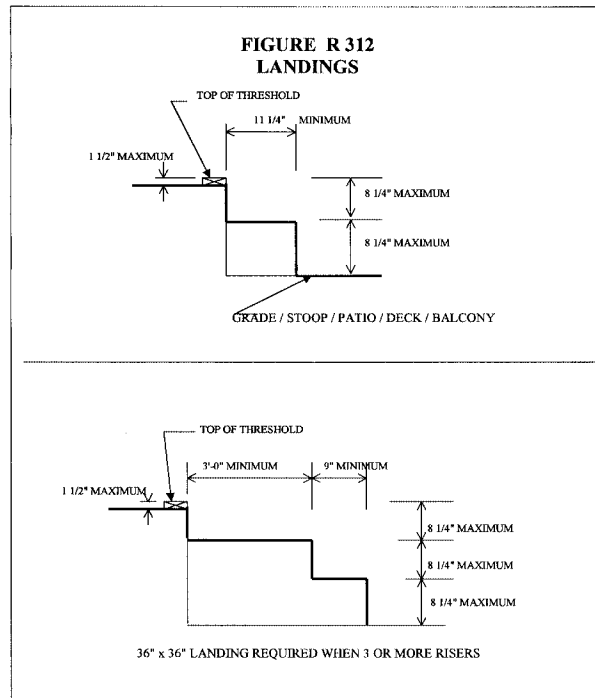 FIGURE R 312
LANDINGS
TOP OF THRESHOLD
11 1/4" MINIMUM
1 1/2" MAXIMUM
8 1/4" MAXIMUM
8 1/4" MAXIMUM
GRADE / STOOP / PATIO / DECK / BALCONY
TOP OF THRESHOLD
3'-0" MINIMUM 9" MINIMUM
1 1/2" MAXIMUM
8 1/4" MAXIMUM
8 1/4" MAXIMUM
8 1/4" MAXIMUM
36" x 36" LANDING REQUIRED WHEN 3 OR MORE RISERS